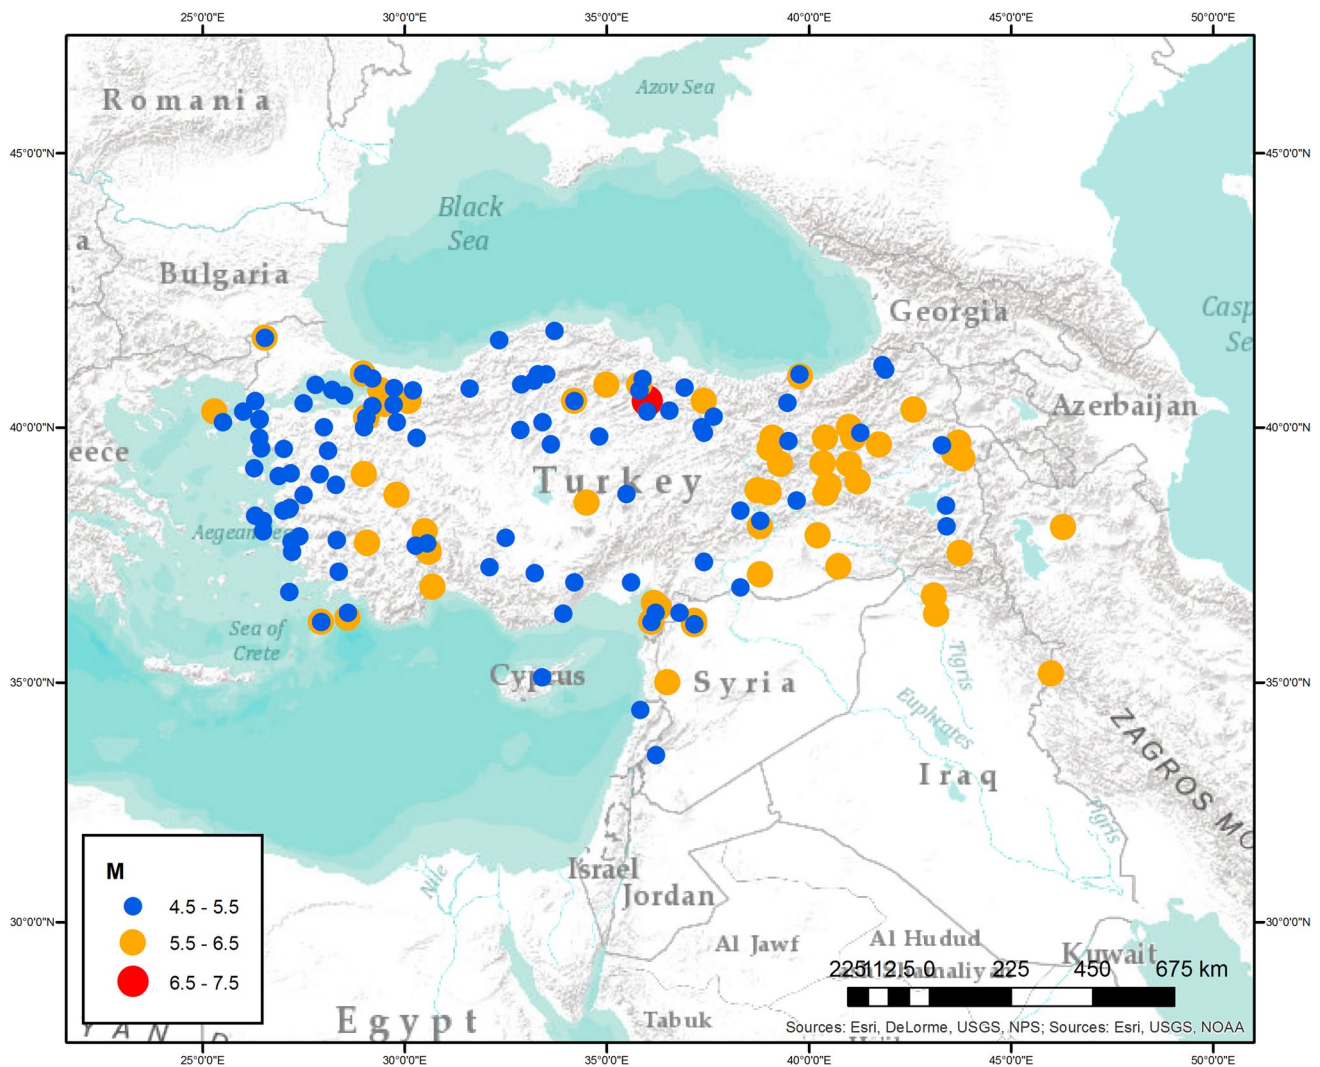 25°0'0"E 30°0'0"E 35°0'0"E 40°0'0"E 45°0'0"E 50°0'0"E
Azov Sea
Romania
45°0'0"N 45°0'0"N
Black
Sea
a
Bulgaria
Georgia
Casp
Se
Azerbaijan
40°0'0"N 40°0'0"N
eece
Turkey
Aegean Sea
Sea of
Crete
Cyprus
Syria
35°0'0"N 35°0'0"N
Tigris
Euphrates
ZAGROS MO
Iraq
Tigris
M
4.5 - 5.5
5.5 - 6.5
6.5 - 7.5
Nile
Israel
Jordan
30°0'0"N 30°0'0"N
Al Jawf
Al Hudud
ash Shamaliyah
Kuwait
225 112.5 0 225 450 675 km
Egypt
Tabuk
Sources: Esri, DeLorme, USGS, NPS; Sources: Esri, USGS, NOAA
25°0'0"E 30°0'0"E 35°0'0"E 40°0'0"E 45°0'0"E 50°0'0"E